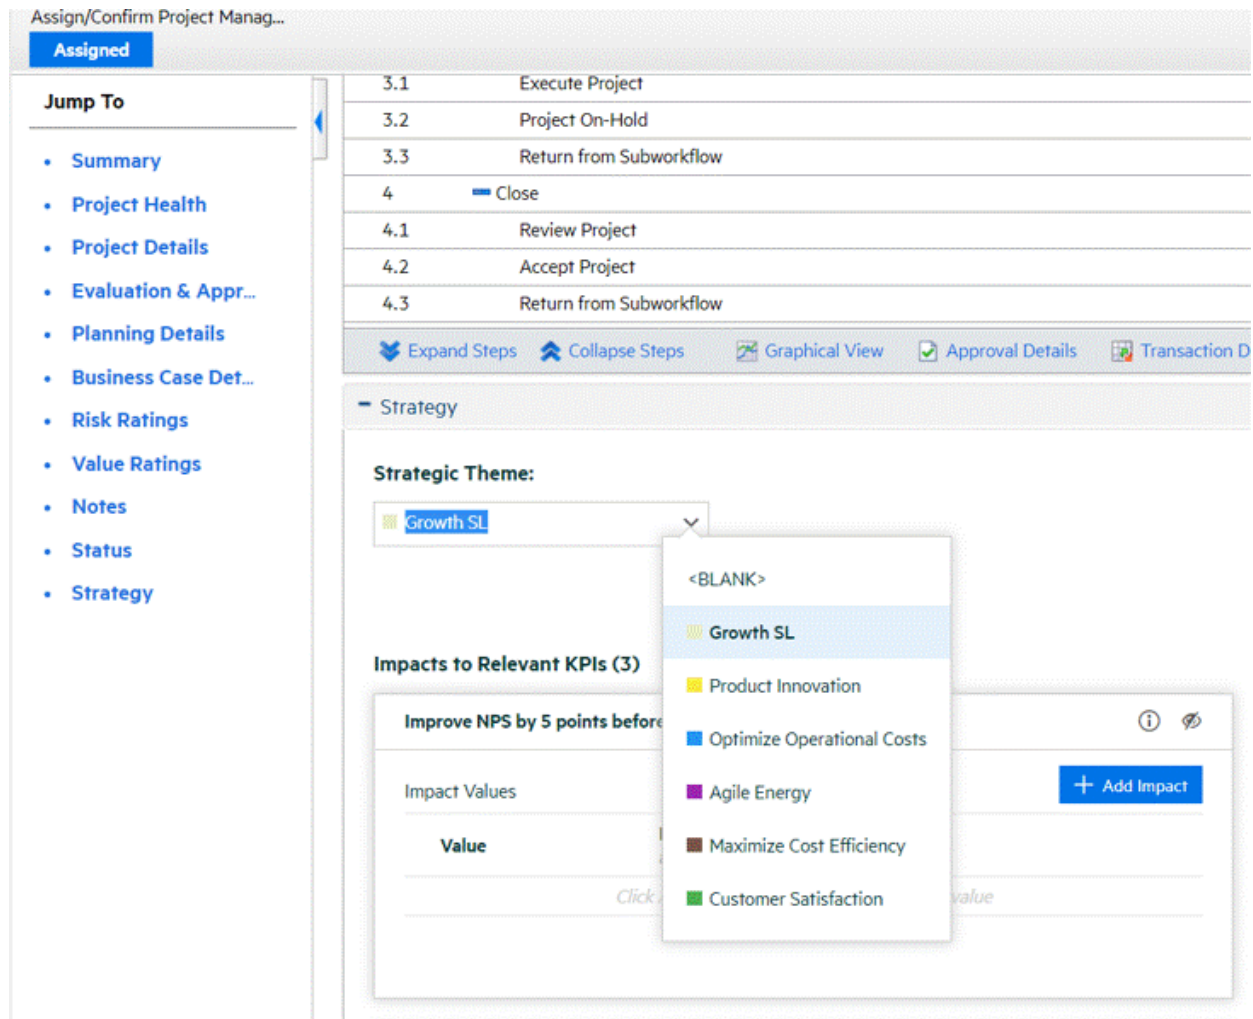 Assign/Confirm Project Manag...
Assigned
Jump To
• Summary
• Project Health
• Project Details
• Evaluation & Appr...
• Planning Details
• Business Case Det...
• Risk Ratings
• Value Ratings
• Notes
• Status
• Strategy
3.1 Execute Project
3.2 Project On-Hold
3.3 Return from Subworkflow
4 Close
4.1 Review Project
4.2 Accept Project
4.3 Return from Subworkflow
Expand Steps Collapse Steps Graphical View Approval Details Transaction D
Strategy
Strategic Theme:
Growth SL
<BLANK>
Growth SL
Product Innovation
Optimize Operational Costs
Agile Energy
Maximize Cost Efficiency
Customer Satisfaction
Impacts to Relevant KPIs (3)
Improve NPS by 5 points before
Impact Values
+ Add Impact
Value
Click value